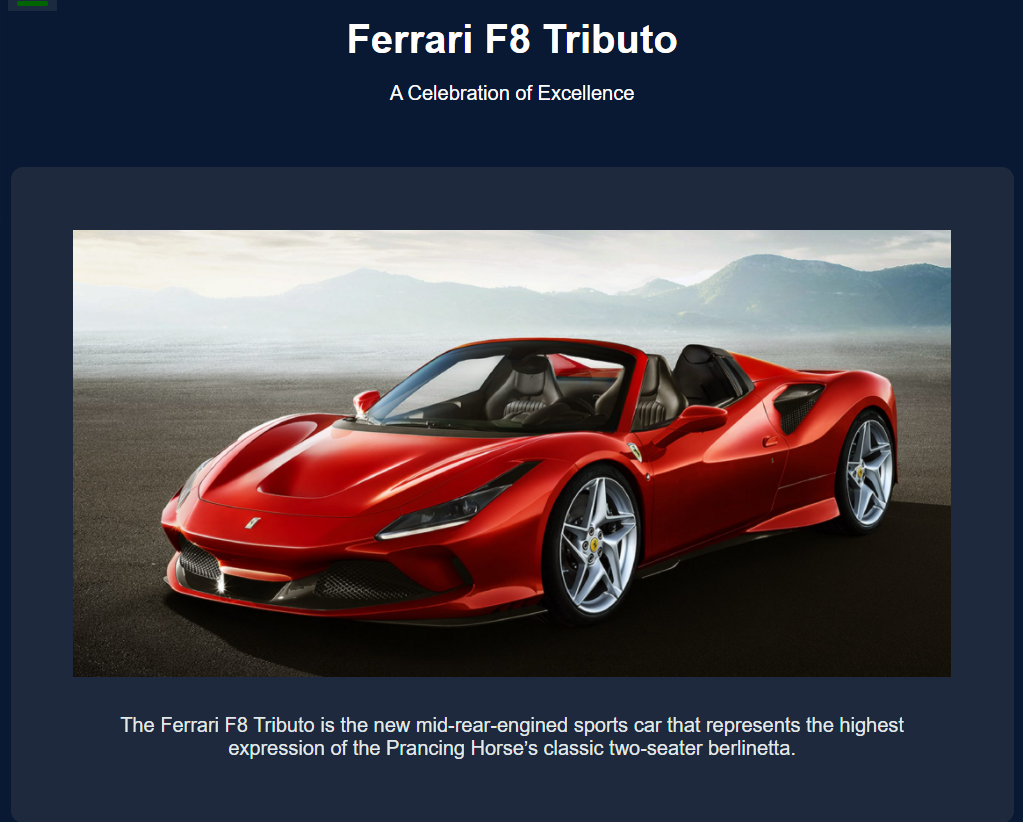 Ferrari F8 Tributo
A Celebration of Excellence
The Ferrari F8 Tributo is the new mid-rear-engined sports car that represents the highest
expression of the Prancing Horse’s classic two-seater berlinetta.